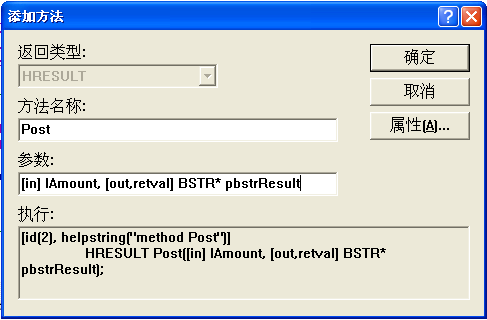 添加方法
返回类型:
HRESULT
确定
方法名称:
取消
Post
属性(A)...
参数:
[in] lAmount, [out,retval] BSTR* pbstrResult
执行:
[id(2), helpstring("method Post")]
HRESULT Post([in] lAmount, [out,retval] BSTR*
pbstrResult);